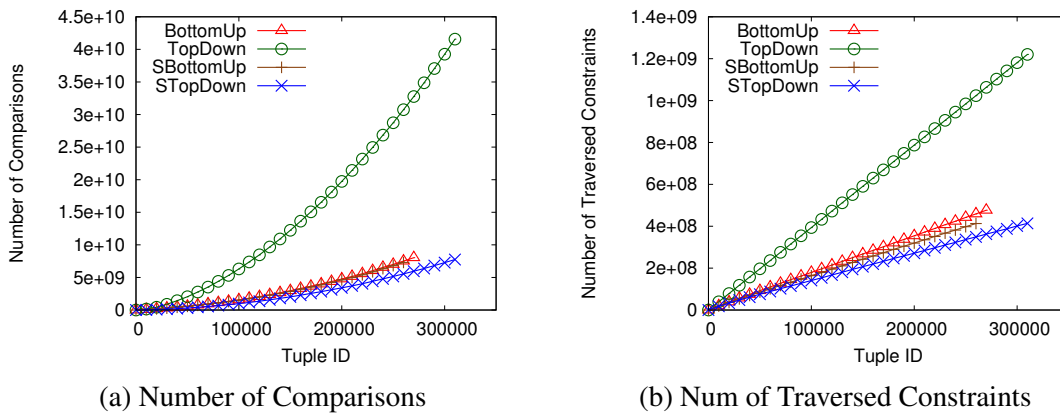 Number of Comparisons
4.5e+10
4e+10
3.5e+10
3e+10
2.5e+10
2e+10
1.5e+10
1e+10
5e+09
0
BottomUp
TopDown
SBottomUp
STopDown
0 100000 200000 300000
Tuple ID
(a) Number of Comparisons
Number of Traversed Constraints
1.4e+09
1.2e+09
1e+09
8e+08
6e+08
4e+08
2e+08
0
BottomUp
TopDown
SBottomUp
STopDown
0 100000 200000 300000
Tuple ID
(b) Num of Traversed Constraints